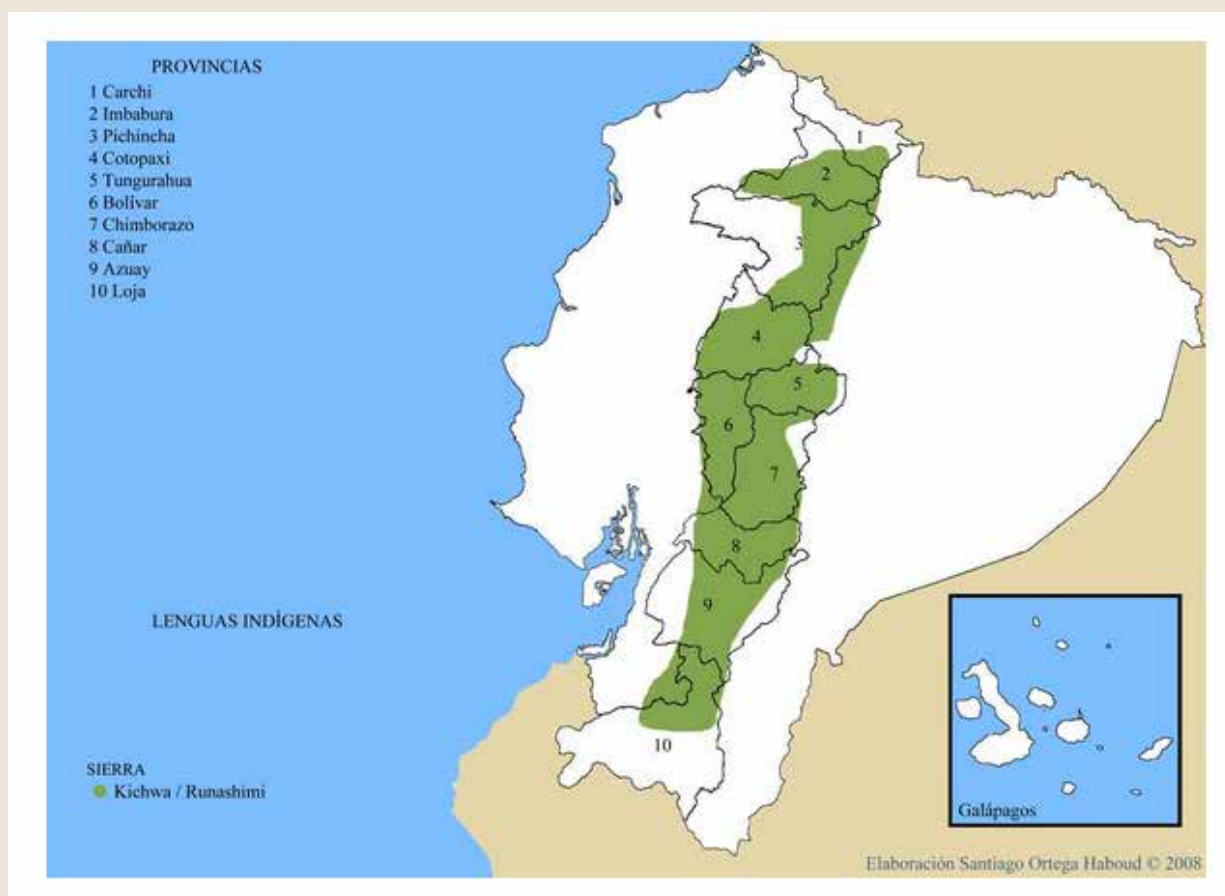 PROVINCIAS
1 Carchi
2 Imbabura
3 Pichincha
4 Cotopaxi
5 Tungurahua
6 Bolívar
7 Chimborazo
8 Cañar
9 Azuay
10 Loja
1
2
3
4
5
6
7
8
9
10
LENGUAS INDÍGENAS
SIERRA
Kichwa / Runashimi
Galápagos
Elaboración Santiago Ortega Haboud © 2008